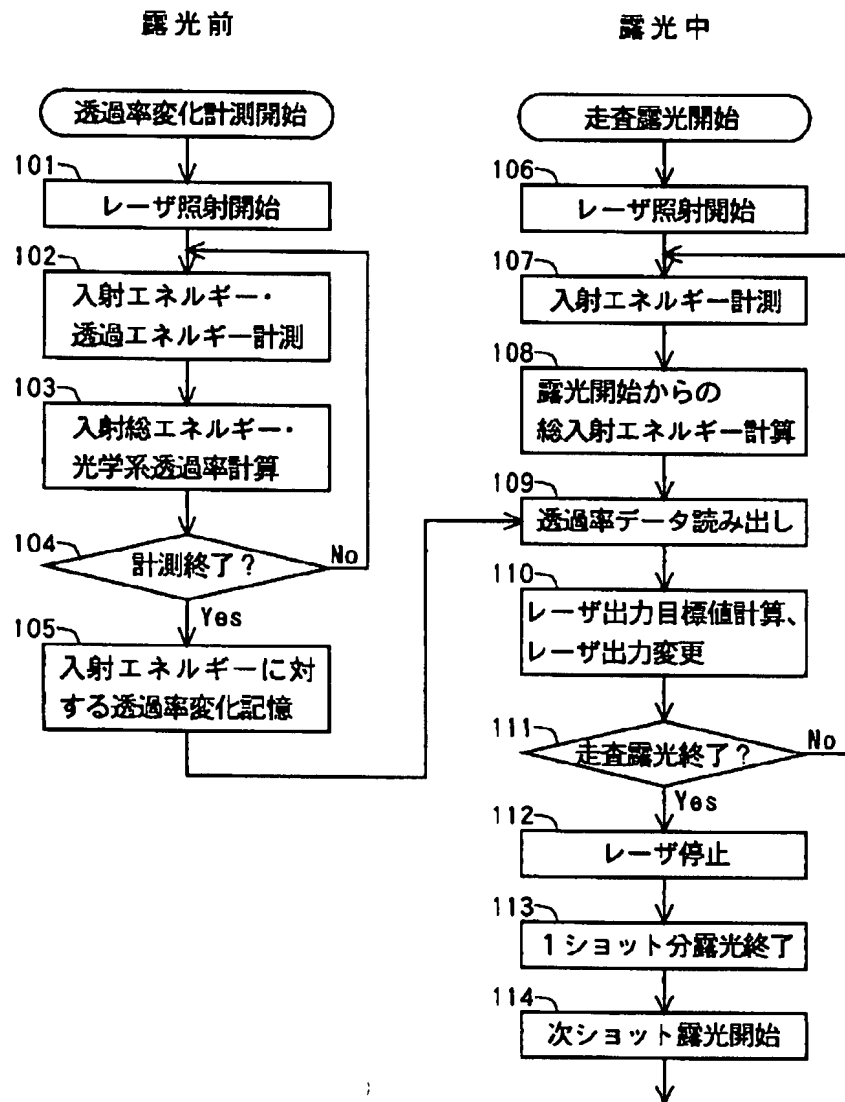 露光前
透過率変化計測開始
101
レーザ照射開始
102
入射エネルギー・
透過エネルギー計測
103
入射総エネルギー・
光学系透過率計算
104
計測終了?
No
Yes
105
入射エネルギーに対
する透過率変化記憶
露光中
走査露光開始
106
レーザ照射開始
107
入射エネルギー計測
108
露光開始からの
総入射エネルギー計算
109
透過率データ読み出し
110
レーザ出力目標値計算、
レーザ出力変更
111
走査露光終了?
No
Yes
112
レーザ停止
113
1ショット分露光終了
114
次ショット露光開始